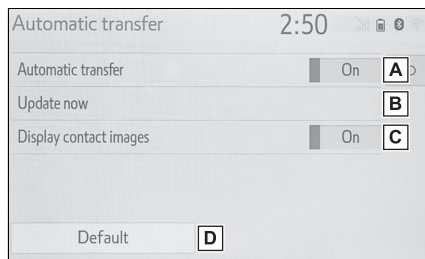 Automatic transfer 2:50
Automatic transfer On A
Update now B
Display contact images On C
Default D